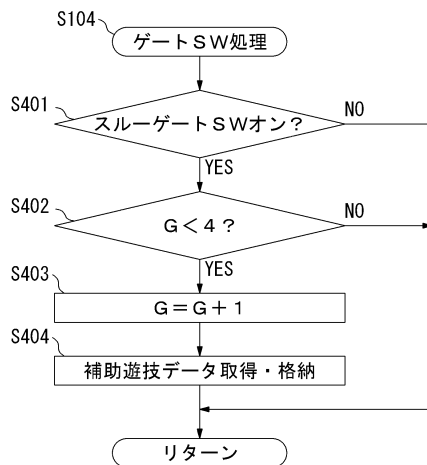 S104
ゲートＳＷ処理
S401
スルーゲートＳＷオン？
NO
YES
S402
Ｇ＜４？
NO
YES
S403
Ｇ＝Ｇ＋１
S404
補助遊技データ取得・格納
リターン